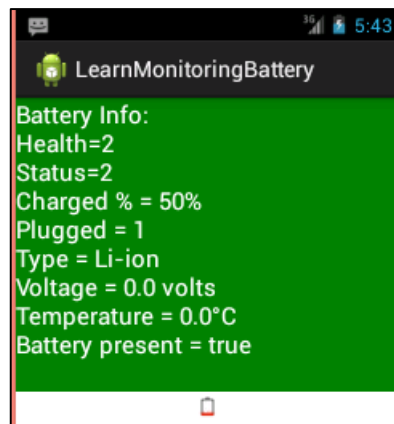 3G 5:43
LearnMonitoringBattery
Battery Info:
Health=2
Status=2
Charged % = 50%
Plugged = 1
Type = Li-ion
Voltage = 0.0 volts
Temperature = 0.0°C
Battery present = true